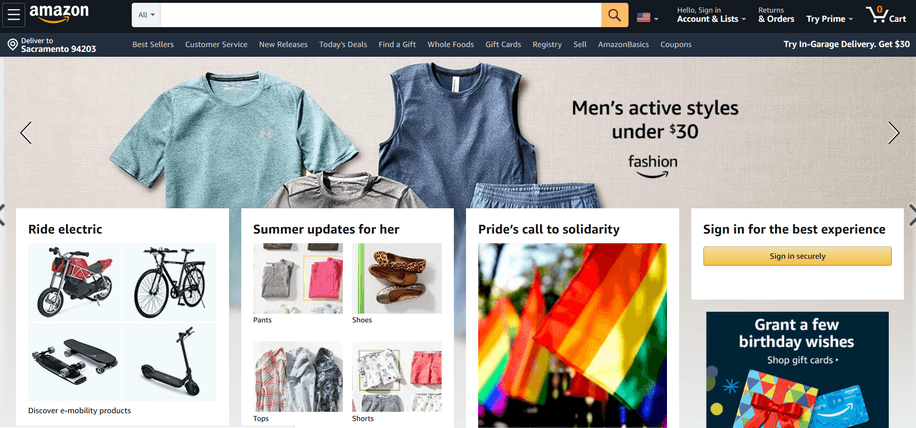 amazon
All
Hello, Sign in
Account & Lists
Returns
& Orders
Try Prime
0
Cart
Deliver to
Sacramento 94203
Best Sellers
Customer Service
New Releases
Today's Deals
Find a Gift
Whole Foods
Gift Cards
Registry
Sell
AmazonBasics
Coupons
Try In-Garage Delivery. Get $30
Men's active styles
under $30
fashion
Ride electric
Discover e-mobility products
Summer updates for her
Pants
Shoes
Tops
Shorts
Pride's call to solidarity
Sign in for the best experience
Sign in securely
Grant a few
birthday wishes
Shop gift cards